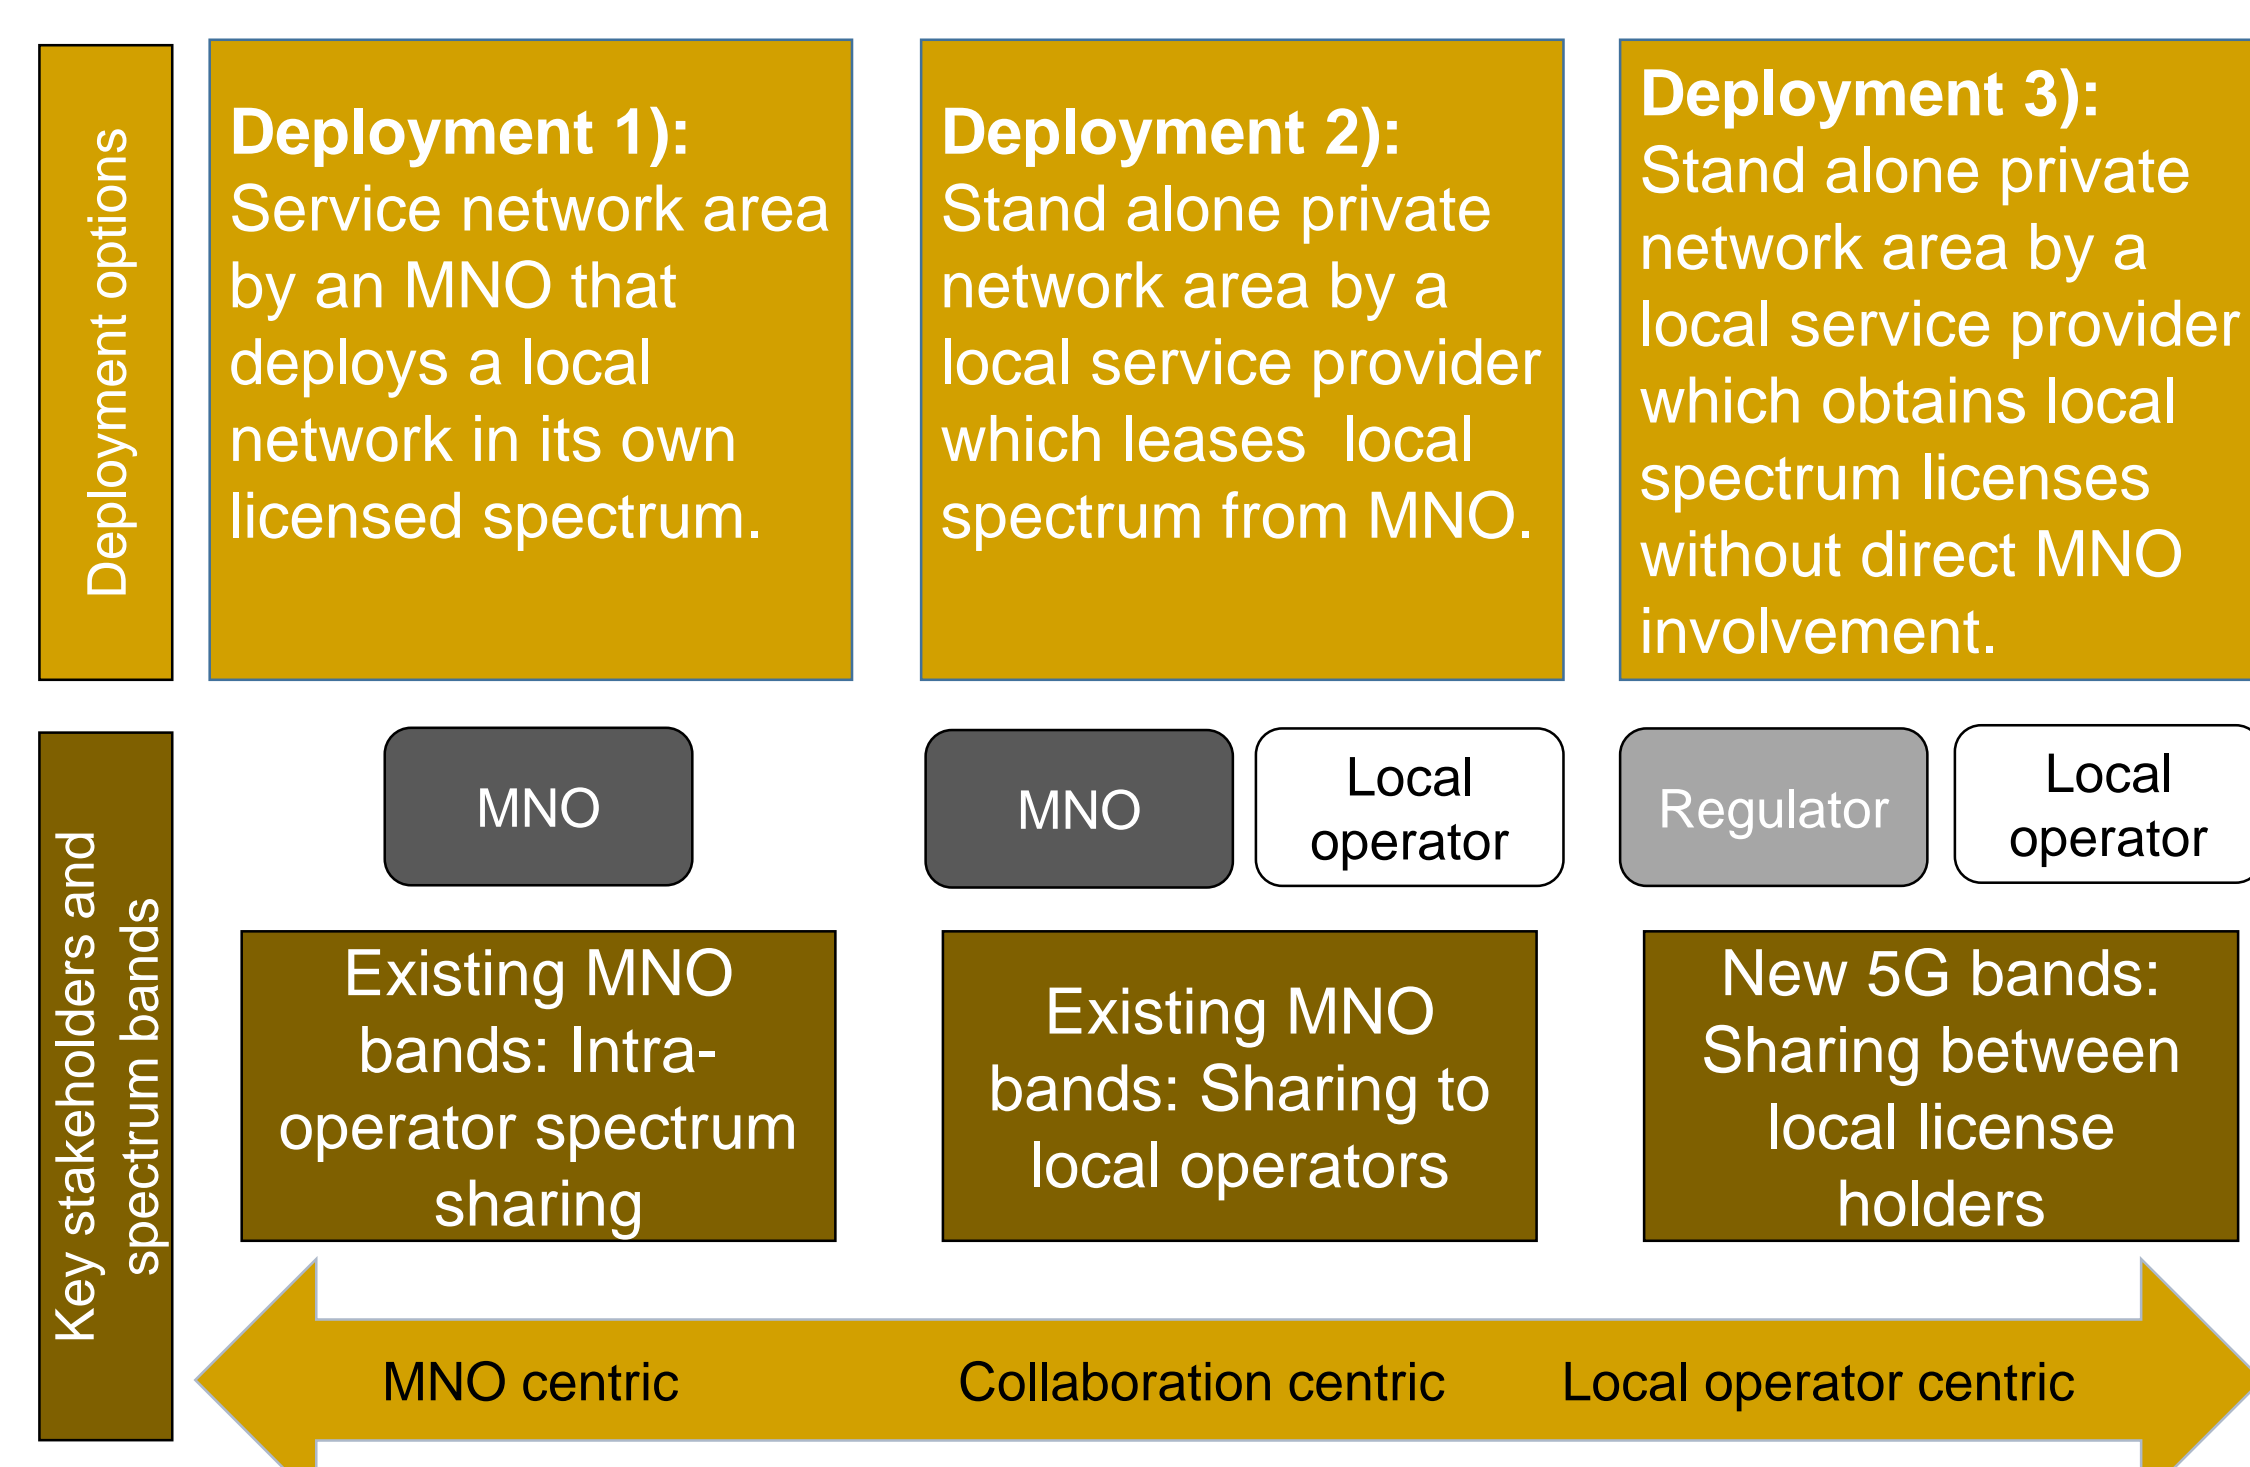 Deployment options
Deployment 1):
Service network area
by an MNO that
deploys a local
network in its own
licensed spectrum.
Deployment 2):
Stand alone private
network area by a
local service provider
which leases  local
spectrum from MNO.
Deployment 3):
Stand alone private
network area by a
local service provider
which obtains local
spectrum licenses
without direct MNO
involvement.
Key stakeholders and
spectrum bands
MNO
MNO
Local
operator
Regulator
Local
operator
Existing MNO
bands: Intra-
operator spectrum
sharing
Existing MNO
bands: Sharing to
local operators
New 5G bands:
Sharing between
local license
holders
MNO centric
Collaboration centric
Local operator centric